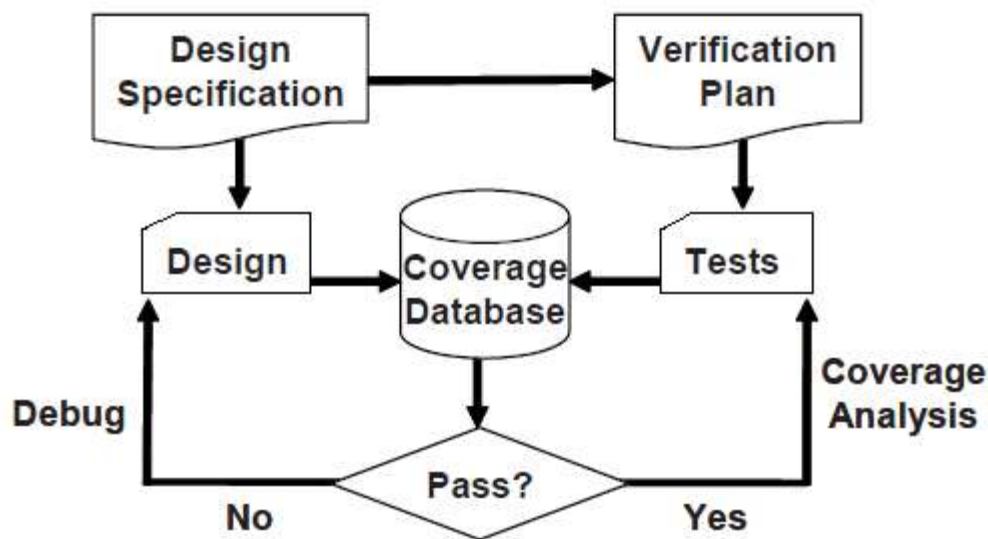 Design
Specification
Verification
Plan
Design
Coverage
Database
Tests
Debug
Coverage
Analysis
Pass?
No
Yes